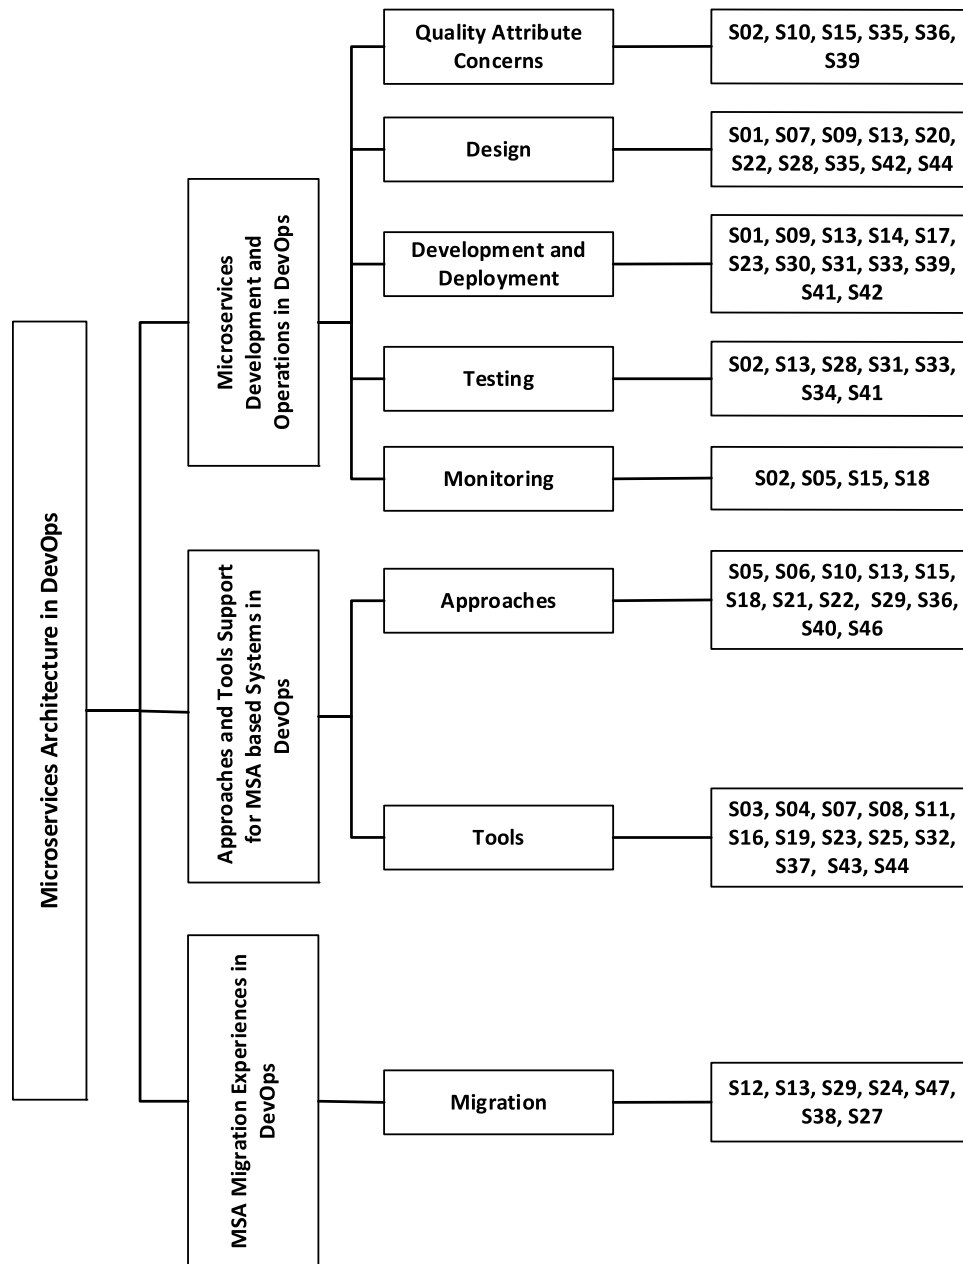 Microservices Architecture in DevOps
Microservices
Development and
Operations in DevOps
Quality Attribute
Concerns
S02, S10, S15, S35, S36,
S39
Design
S01, S07, S09, S13, S20,
S22, S28, S35, S42, S44
Development and
Deployment
S01, S09, S13, S14, S17,
S23, S30, S31, S33, S39,
S41, S42
Testing
S02, S13, S28, S31, S33,
S34, S41
Monitoring
S02, S05, S15, S18
Approaches and Tools Support
for MSA based Systems in
DevOps
Approaches
S05, S06, S10, S13, S15,
S18, S21, S22,  S29, S36,
S40, S46
Tools
S03, S04, S07, S08, S11,
S16, S19, S23, S25, S32,
S37,  S43, S44
MSA Migration Experiences in
DevOps
Migration
S12, S13, S29, S24, S47,
S38, S27